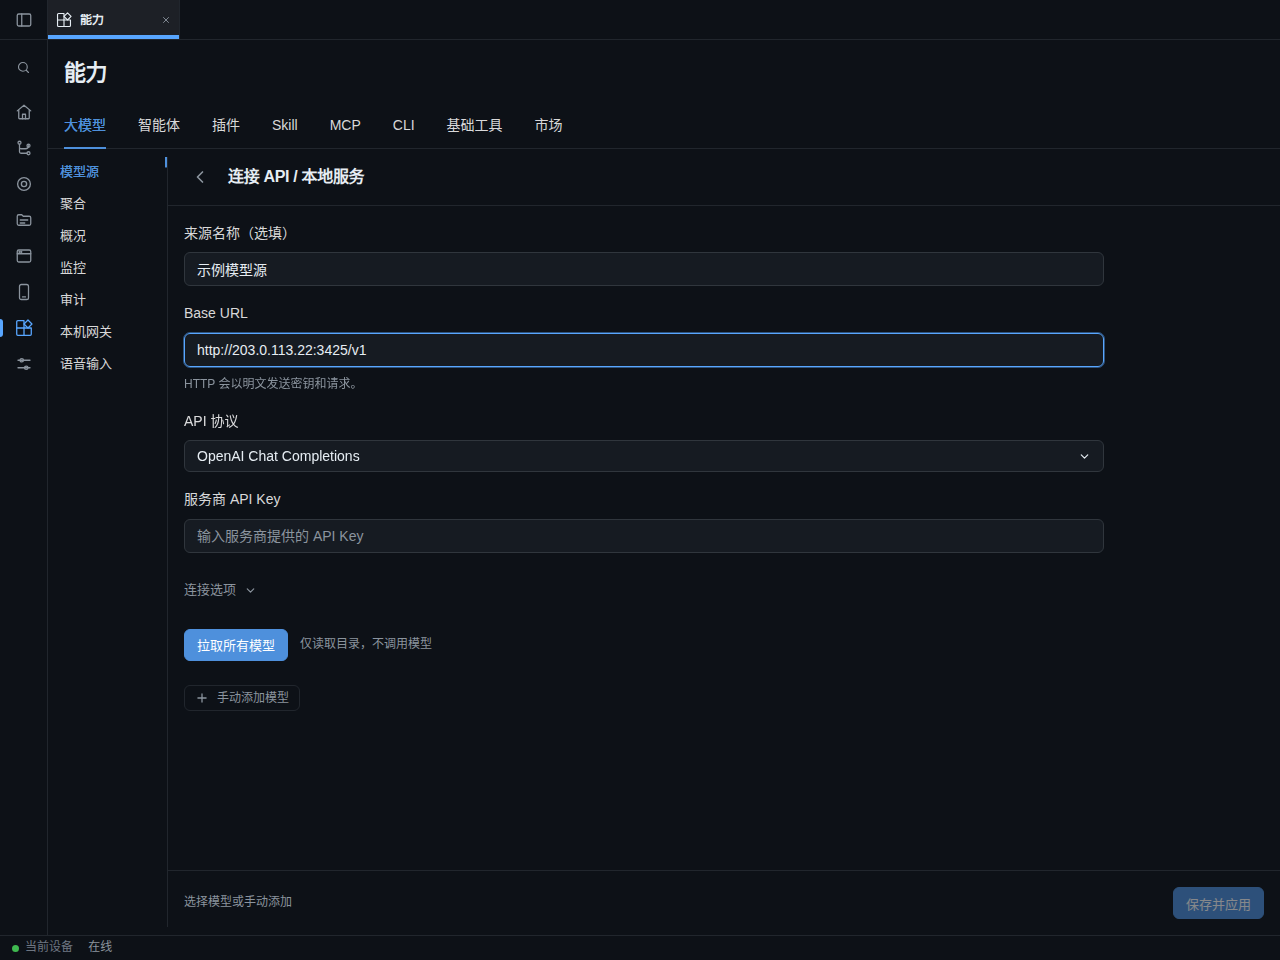 能力
能力
大模型 智能体 插件 Skill MCP CLI 基础工具 市场
模型源
聚合
概况
监控
审计
本机网关
语音输入
连接 API / 本地服务
来源名称（选填）
示例模型源
Base URL
http://203.0.113.22:3425/v1
HTTP 会以明文发送密钥和请求。
API 协议
OpenAI Chat Completions
服务商 API Key
输入服务商提供的 API Key
连接选项
拉取所有模型 仅读取目录，不调用模型
手动添加模型
选择模型或手动添加 保存并应用
当前设备 在线